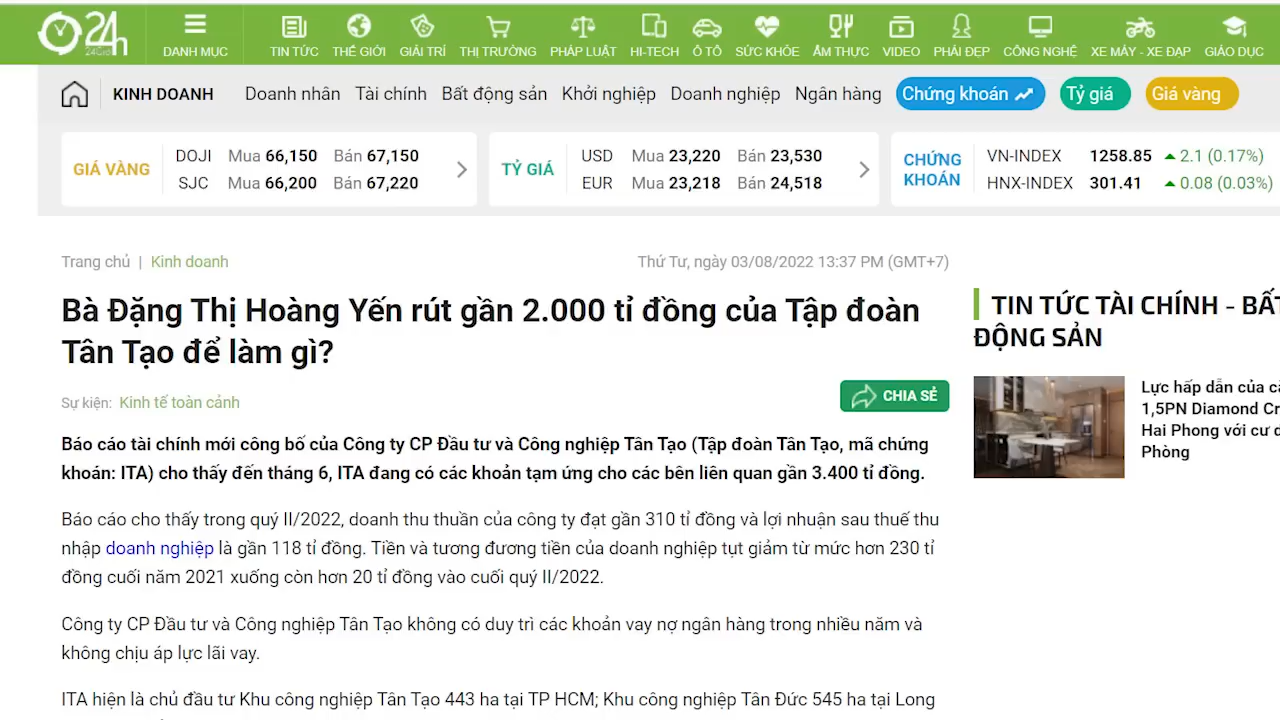 24h
24Giờ
DANH MỤC
TIN TỨC THẾ GIỚI GIẢI TRÍ THỊ TRƯỜNG PHÁP LUẬT HI-TECH Ô TÔ SỨC KHỎE ẨM THỰC VIDEO PHÁI ĐẸP CÔNG NGHỆ XE MÁY - XE ĐẠP GIÁO DỤC
KINH DOANH Doanh nhân Tài chính Bất động sản Khởi nghiệp Doanh nghiệp Ngân hàng Chứng khoán Tỷ giá Giá vàng
GIÁ VÀNG
DOJI Mua 66,150 Bán 67,150
SJC Mua 66,200 Bán 67,220
TỶ GIÁ
USD Mua 23,220 Bán 23,530
EUR Mua 23,218 Bán 24,518
CHỨNG
KHOÁN
VN-INDEX 1258.85 2.1 (0.17%)
HNX-INDEX 301.41 0.08 (0.03%)
Trang chủ | Kinh doanh
Thứ Tư, ngày 03/08/2022 13:37 PM (GMT+7)
Bà Đặng Thị Hoàng Yến rút gần 2.000 tỉ đồng của Tập đoàn
Tân Tạo để làm gì?
Sự kiện: Kinh tế toàn cảnh
CHIA SẺ
Báo cáo tài chính mới công bố của Công ty CP Đầu tư và Công nghiệp Tân Tạo (Tập đoàn Tân Tạo, mã chứng
khoán: ITA) cho thấy đến tháng 6, ITA đang có các khoản tạm ứng cho các bên liên quan gần 3.400 tỉ đồng.
Báo cáo cho thấy trong quý II/2022, doanh thu thuần của công ty đạt gần 310 tỉ đồng và lợi nhuận sau thuế thu
nhập doanh nghiệp là gần 118 tỉ đồng. Tiền và tương đương tiền của doanh nghiệp tụt giảm từ mức hơn 230 tỉ
đồng cuối năm 2021 xuống còn hơn 20 tỉ đồng vào cuối quý II/2022.
Công ty CP Đầu tư và Công nghiệp Tân Tạo không có duy trì các khoản vay nợ ngân hàng trong nhiều năm và
không chịu áp lực lãi vay.
ITA hiện là chủ đầu tư Khu công nghiệp Tân Tạo 443 ha tại TP HCM; Khu công nghiệp Tân Đức 545 ha tại Long
TIN TỨC TÀI CHÍNH - BẤT
ĐỘNG SẢN
Lực hấp dẫn của
1,5PN Diamond
Hai Phong với cư
Phòng